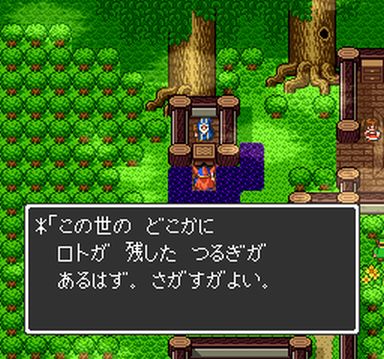 *「この世の どこかに
ロトが 残した つるぎが
あるはず。 さがすがよい。